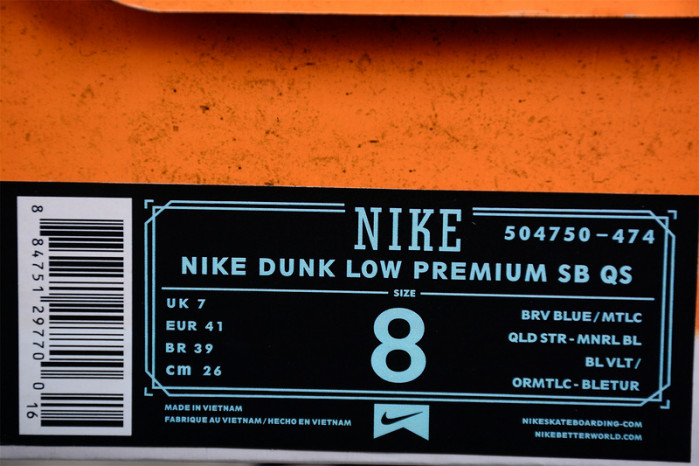 8 84751 29770 0 16
NIKE
504750-474
NIKE DUNK LOW PREMIUM SB QS
SIZE
UK 7
EUR 41
BR 39
cm 26
8
BRV BLUE/MTLC
QLD STR-MNRL BL
BL VLT/
ORMTLC-BLETUR
MADE IN VIETNAM
FABRIQUE AU VIETNAM/HECHO EN VIETNAM
NIKESKATEBOARDING.COM
NIKEBETTERWORLD.COM